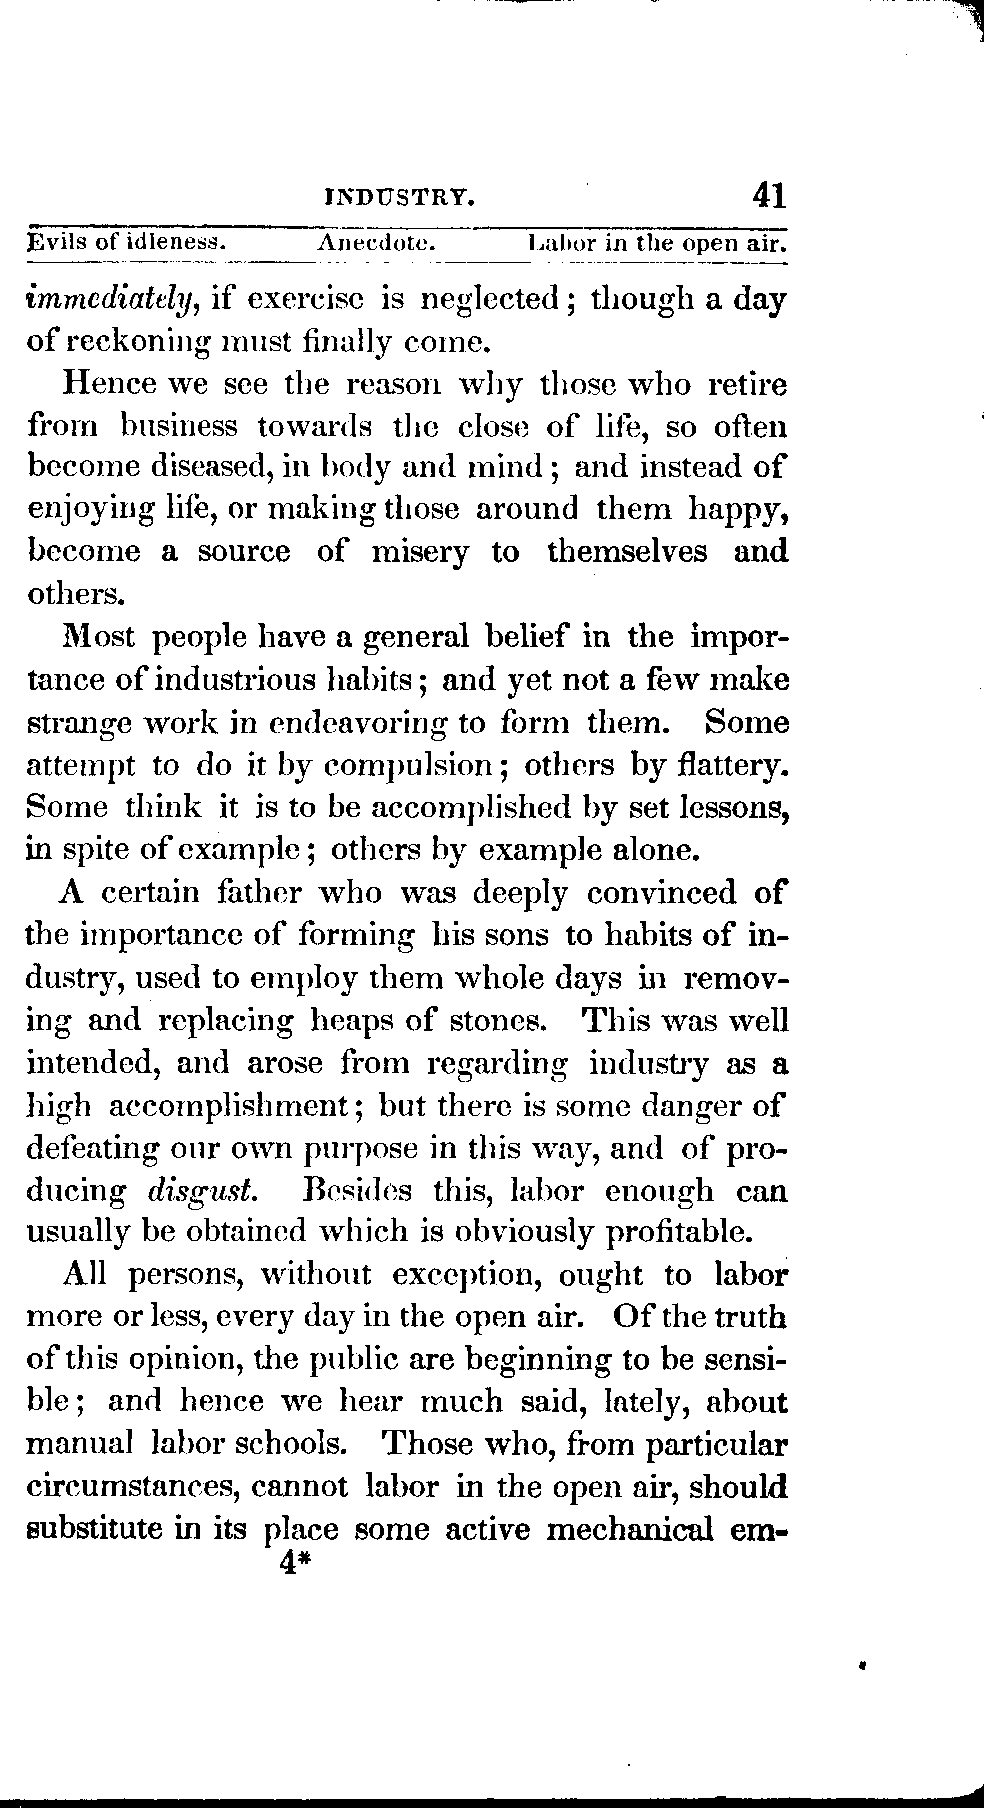 INDUSTRY. 41
Evils of idleness. Anecdote. Labor in the open air.
immediately, if exercise is neglected; though a day
of reckoning must finally come.
Hence we see the reason why those who retire
from business towards the close of life, so often
become diseased, in body and mind; and instead of
enjoying life, or making those around them happy,
become a source of misery to themselves and
others.
Most people have a general belief in the impor-
tance of industrious habits; and yet not a few make
strange work in endeavoring to form them. Some
attempt to do it by compulsion; others by flattery.
Some think it is to be accomplished by set lessons,
in spite of example; others by example alone.
A certain father who was deeply convinced of
the importance of forming his sons to habits of in-
dustry, used to employ them whole days in remov-
ing and replacing heaps of stones. This was well
intended, and arose from regarding industry as a
high accomplishment; but there is some danger of
defeating our own purpose in this way, and of pro-
ducing disgust. Besides this, labor enough can
usually be obtained which is obviously profitable.
All persons, without exception, ought to labor
more or less, every day in the open air. Of the truth
of this opinion, the public are beginning to be sensi-
ble; and hence we hear much said, lately, about
manual labor schools. Those who, from particular
circumstances, cannot labor in the open air, should
substitute in its place some active mechanical em-
4*